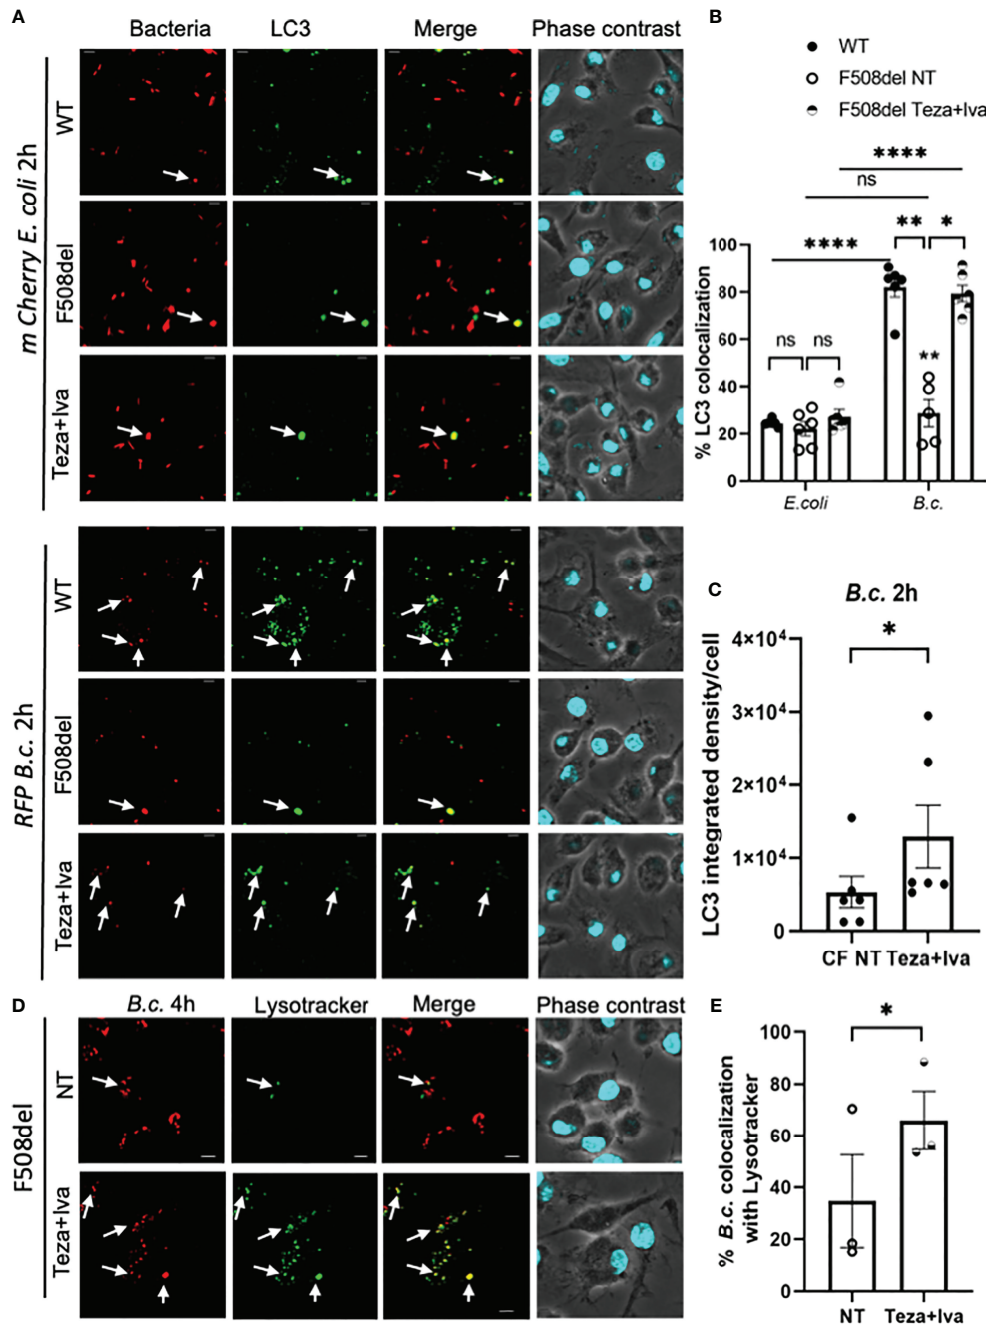 A
Bacteria
LC3
Merge
Phase contrast
m Cherry E. coli 2h
WT
F508del
Teza+Iva
RFP B.c. 2h
WT
F508del
Teza+Iva
B
WT
F508del NT
F508del Teza+Iva
****
ns
** *
****
ns ns
**
% LC3 colocalization
100
80
60
40
20
0
E.coli B.c.
C
B.c. 2h
*
LC3 integrated density/cell
4×10⁴
3×10⁴
2×10⁴
1×10⁴
0
CF NT Teza+Iva
D
B.c. 4h
Lysotracker
Merge
Phase contrast
F508del
NT
Teza+Iva
E
*
% B.c. colocalization
with Lysotracker
100
80
60
40
20
0
NT Teza+Iva